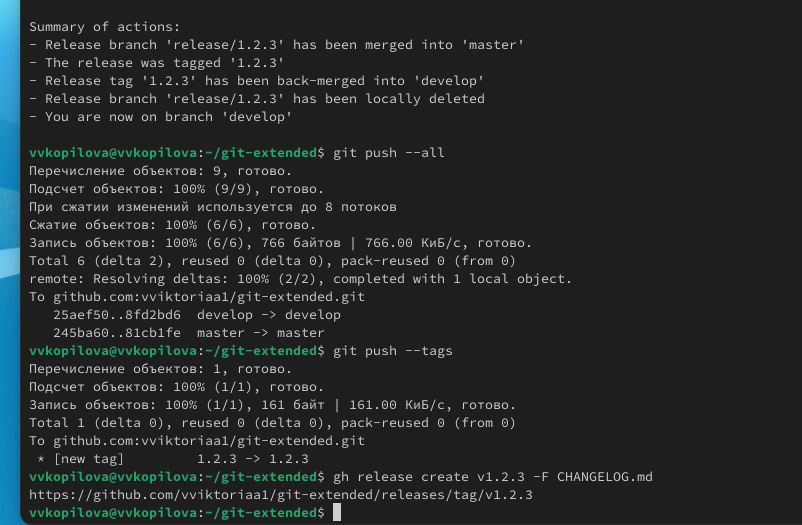 Summary of actions:
- Release branch 'release/1.2.3' has been merged into 'master'
- The release was tagged '1.2.3'
- Release tag '1.2.3' has been back-merged into 'develop'
- Release branch 'release/1.2.3' has been locally deleted
- You are now on branch 'develop'
vvkopilova@vvkopilova:~/git-extended$ git push --all
Перечисление объектов: 9, готово.
Подсчет объектов: 100% (9/9), готово.
При сжатии изменений используется до 8 потоков
Сжатие объектов: 100% (6/6), готово.
Запись объектов: 100% (6/6), 766 байтов | 766.00 КиБ/с, готово.
Total 6 (delta 2), reused 0 (delta 0), pack-reused 0 (from 0)
remote: Resolving deltas: 100% (2/2), completed with 1 local object.
To github.com:vviktoriaa1/git-extended.git
   25aef50..8fd2bd6  develop -> develop
   245ba60..81cb1fe  master -> master
vvkopilova@vvkopilova:~/git-extended$ git push --tags
Перечисление объектов: 1, готово.
Подсчет объектов: 100% (1/1), готово.
Запись объектов: 100% (1/1), 161 байт | 161.00 КиБ/с, готово.
Total 1 (delta 0), reused 0 (delta 0), pack-reused 0 (from 0)
To github.com:vviktoriaa1/git-extended.git
 * [new tag]         1.2.3 -> 1.2.3
vvkopilova@vvkopilova:~/git-extended$ gh release create v1.2.3 -F CHANGELOG.md
https://github.com/vviktoriaa1/git-extended/releases/tag/v1.2.3
vvkopilova@vvkopilova:~/git-extended$